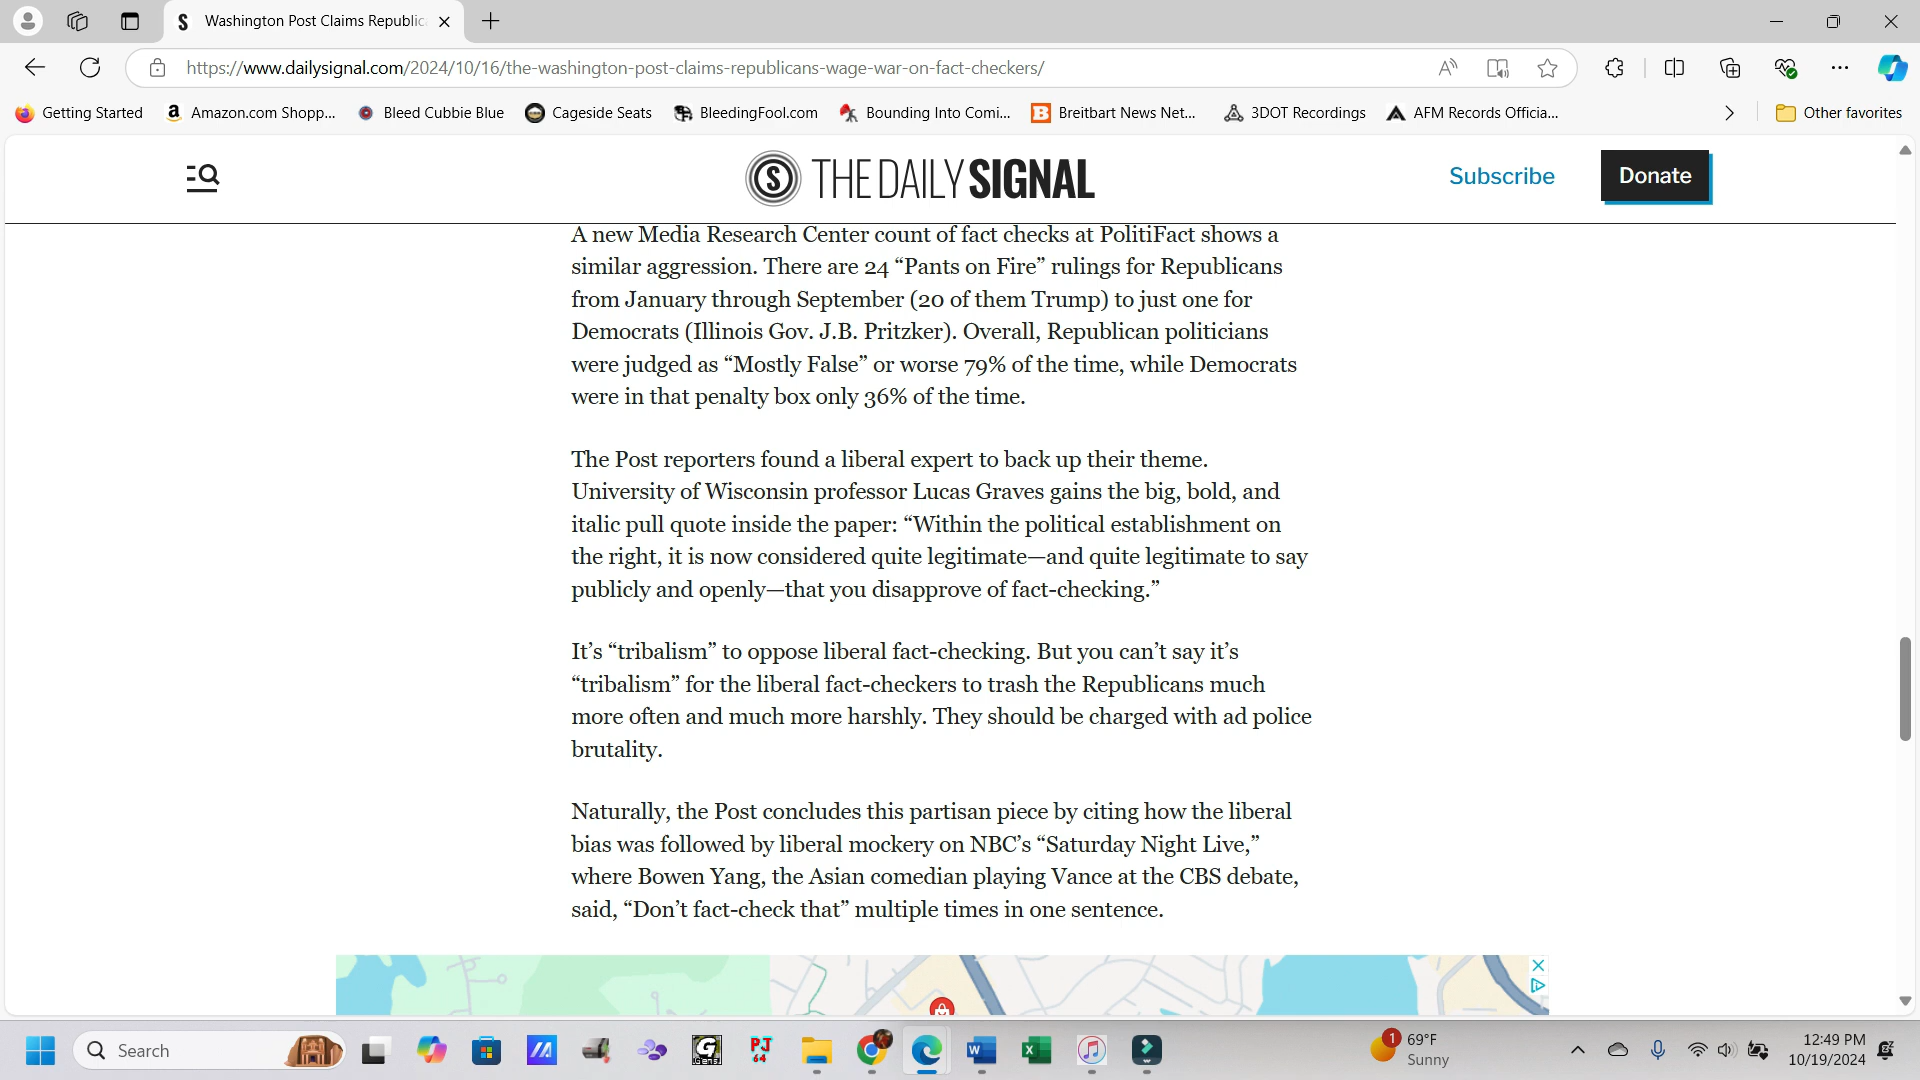 Washington Post Claims Republic
https://www.dailysignal.com/2024/10/16/the-washington-post-claims-republicans-wage-war-on-fact-checkers/
Getting Started
Amazon.com Shopp...
Bleed Cubbie Blue
Cageside Seats
BleedingFool.com
Bounding Into Comi...
Breitbart News Net...
3DOT Recordings
AFM Records Officia...
Other favorites
THE DAILY SIGNAL
Subscribe
Donate
A new Media Research Center count of fact checks at PolitiFact shows a
similar aggression. There are 24 “Pants on Fire” rulings for Republicans
from January through September (20 of them Trump) to just one for
Democrats (Illinois Gov. J.B. Pritzker). Overall, Republican politicians
were judged as “Mostly False” or worse 79% of the time, while Democrats
were in that penalty box only 36% of the time.
The Post reporters found a liberal expert to back up their theme.
University of Wisconsin professor Lucas Graves gains the big, bold, and
italic pull quote inside the paper: “Within the political establishment on
the right, it is now considered quite legitimate—and quite legitimate to say
publicly and openly—that you disapprove of fact-checking.”
It’s “tribalism” to oppose liberal fact-checking. But you can’t say it’s
“tribalism” for the liberal fact-checkers to trash the Republicans much
more often and much more harshly. They should be charged with ad police
brutality.
Naturally, the Post concludes this partisan piece by citing how the liberal
bias was followed by liberal mockery on NBC’s “Saturday Night Live,”
where Bowen Yang, the Asian comedian playing Vance at the CBS debate,
said, “Don’t fact-check that” multiple times in one sentence.
Search
PJ
64
1
69°F
Sunny
12:49 PM
10/19/2024